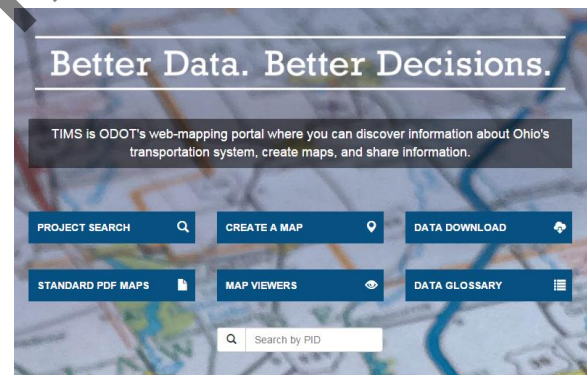 Better Data. Better Decisions.
TIMS is ODOT's web-mapping portal where you can discover information about Ohio's
transportation system, create maps, and share information.
PROJECT SEARCH
CREATE A MAP
DATA DOWNLOAD
STANDARD PDF MAPS
MAP VIEWERS
DATA GLOSSARY
Search by PID